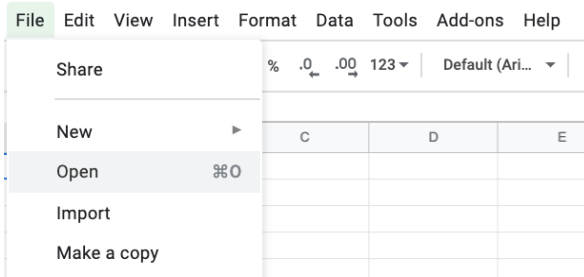 File Edit View Insert Format Data Tools Add-ons Help
Share
% .0 .00 123 Default (Ari...
New
C D E
Open ⌘O
Import
Make a copy